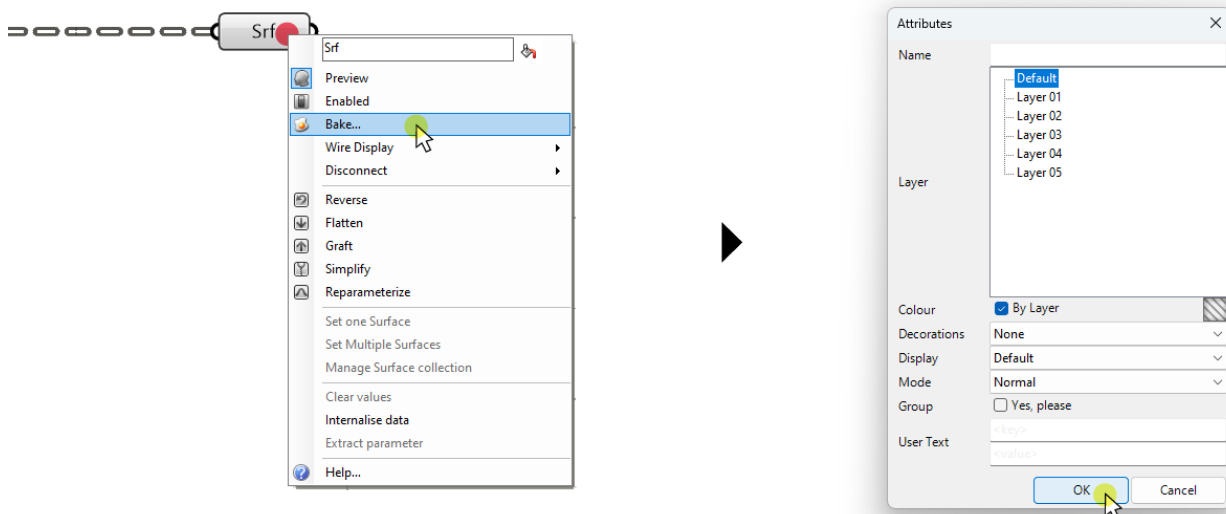 Srf
Srf
Preview
Enabled
Bake...
Wire Display
Disconnect
Reverse
Flatten
Graft
Simplify
Reparameterize
Set one Surface
Set Multiple Surfaces
Manage Surface collection
Clear values
Internalise data
Extract parameter
Help...
Attributes
Name
Default
Layer 01
Layer 02
Layer 03
Layer 04
Layer 05
Layer
Colour By Layer
Decorations None
Display Default
Mode Normal
Group Yes, please
<key>
User Text
<value>
OK Cancel